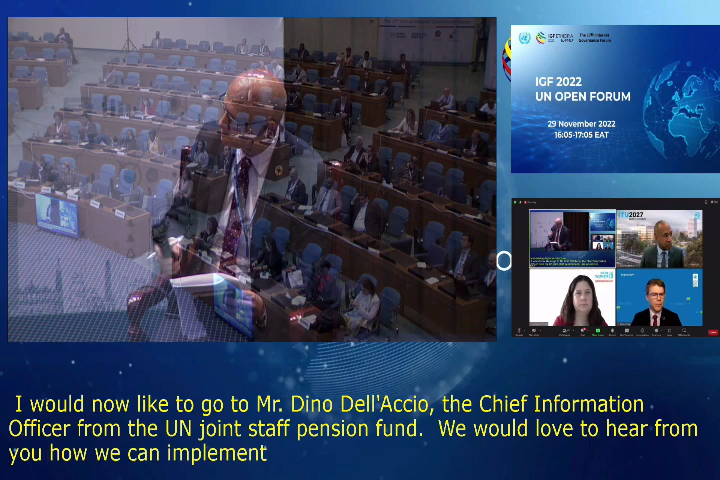 IGF 2022
UN OPEN FORUM
29 November 2022
16:05-17:05 EAT
ITU2027
I would now like to go to Mr. Dino Dell'Accio, the Chief Information
Officer from the UN joint staff pension fund.  We would love to hear from
you how we can implement